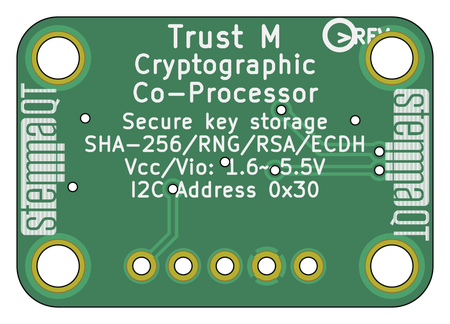 Trust M
REV
Cryptographic
Co-Processor
Secure key storage
SHA-256/RNG/RSA/ECDH
Vcc/Vio: 1.6~5.5V
I2C Address 0x30
stemma QT
stemma QT